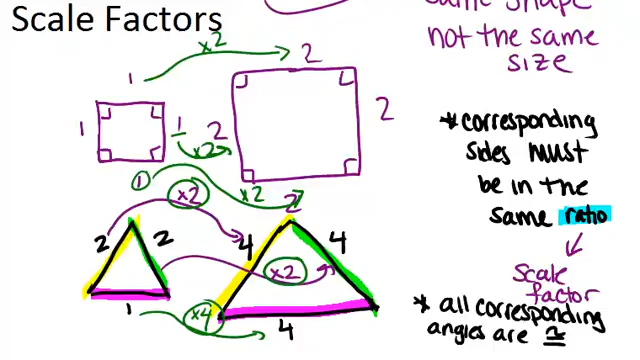 Scale Factors
same shape
not the same
size
x2
1
2
1
1
2
2
x2
*corresponding
sides MUST
be in the
same ratio
scale
factor
* all corresponding
angles are ≅
1
x2
x2
2
2
2
4
4
x2
1
x4
4